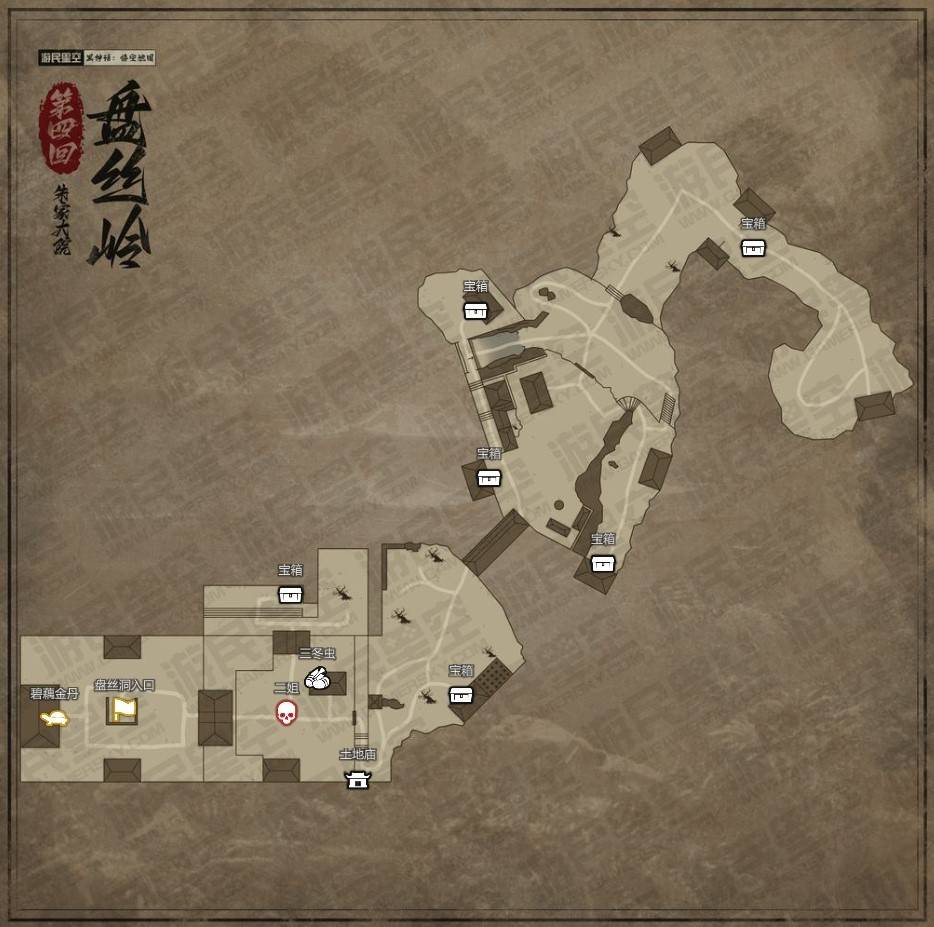 游民星空 黑神话：悟空地图
盘丝岭
第四回
朱家大院
宝箱
宝箱
宝箱
宝箱
宝箱
三冬虫
宝箱
二姐
盘丝洞入口
碧藕金丹
土地庙